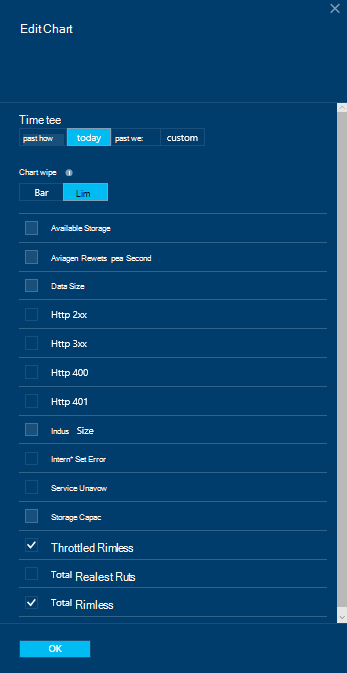 Edit Chart
Time tee
past how today past we: custom
Chart wipe
Bar Lim
Available Storage
Aviagen Rewets pea Second
Data Size
Http 2xx
Http 3xx
Http 400
Http 401
Indus Size
Intern* Set Error
Service Unavow
Storage Capac
Throttled Rimless
Total Realest Ruts
Total Rimless
OK